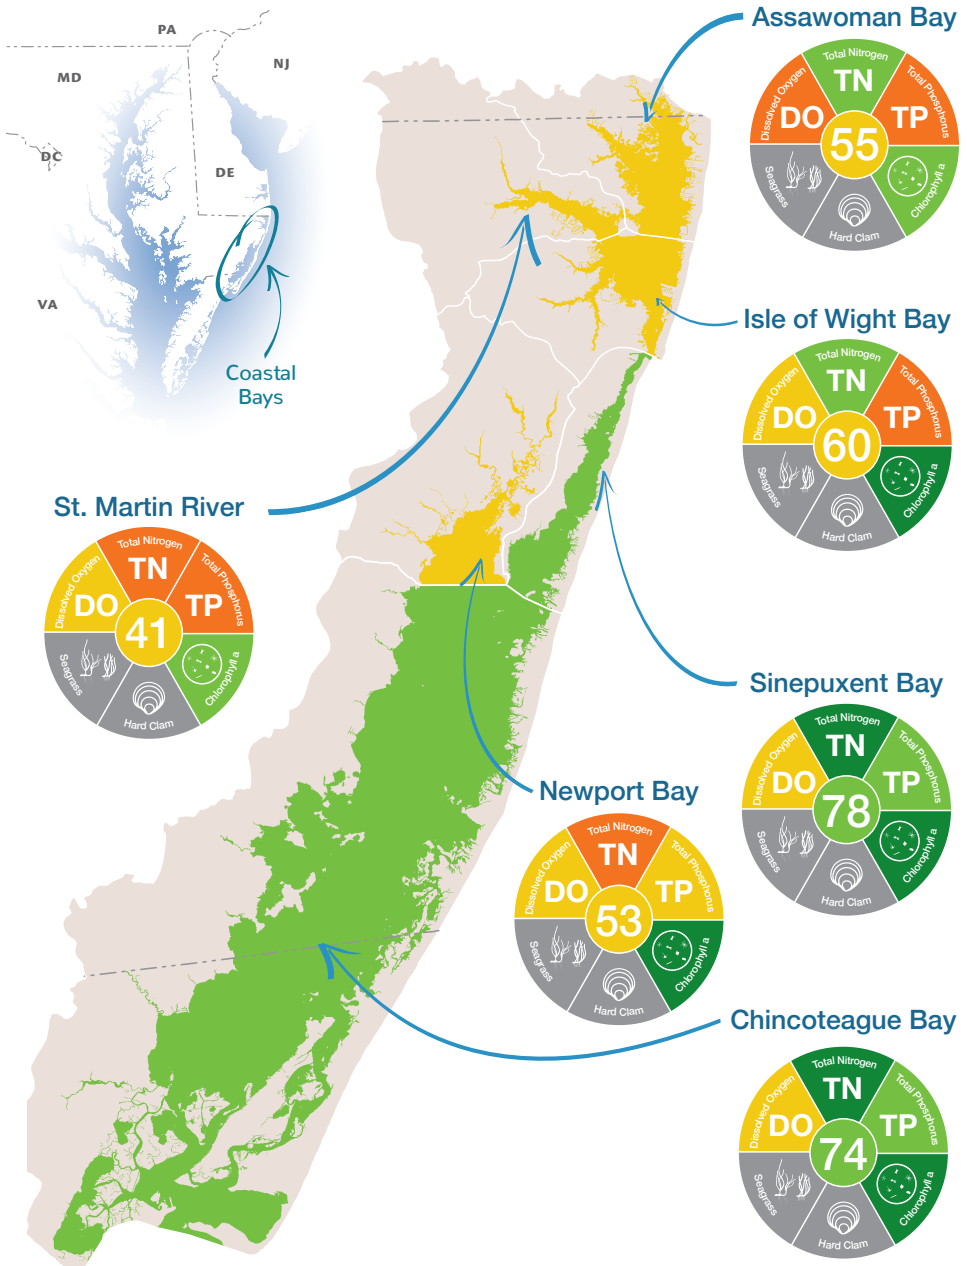 PA
MD
NJ
DC
DE
VA
Coastal
Bays
Assawoman Bay
Total Nitrogen
TN
Dissolved Oxygen
DO
Total Phosphorus
TP
55
Seagrass
Hard Clam
Chlorophyll a
Isle of Wight Bay
Total Nitrogen
TN
Dissolved Oxygen
DO
Total Phosphorus
TP
60
Seagrass
Hard Clam
Chlorophyll a
St. Martin River
Total Nitrogen
TN
Dissolved Oxygen
DO
Total Phosphorus
TP
41
Seagrass
Hard Clam
Chlorophyll a
Sinepuxent Bay
Total Nitrogen
TN
Dissolved Oxygen
DO
Total Phosphorus
TP
78
Seagrass
Hard Clam
Chlorophyll a
Newport Bay
Total Nitrogen
TN
Dissolved Oxygen
DO
Total Phosphorus
TP
53
Seagrass
Hard Clam
Chlorophyll a
Chincoteague Bay
Total Nitrogen
TN
Dissolved Oxygen
DO
Total Phosphorus
TP
74
Seagrass
Hard Clam
Chlorophyll a